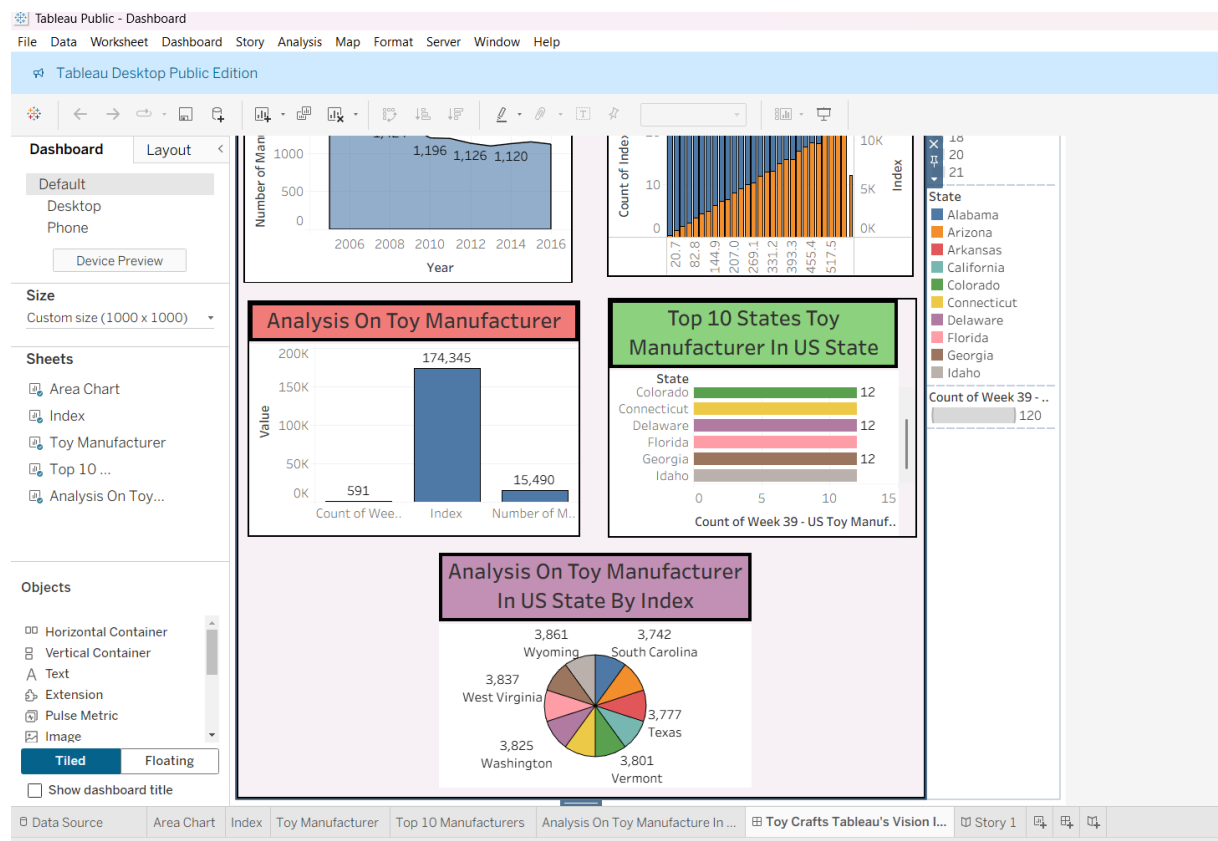 Tableau Public - Dashboard
File Data Worksheet Dashboard Story Analysis Map Format Server Window Help
Tableau Desktop Public Edition
Dashboard Layout
Default
Desktop
Phone
Device Preview
Size
Custom size (1000 x 1000)
Sheets
Area Chart
Index
Toy Manufacturer
Top 10 ...
Analysis On Toy...
Objects
Horizontal Container
Vertical Container
Text
Extension
Pulse Metric
Image
Tiled Floating
Show dashboard title
Number of Man
1000
500
0
1,196 1,126 1,120
2006 2008 2010 2012 2014 2016
Year
Count of Index
10
0
10K
5K
0K
Index
20.7 82.8 144.9 207.0 269.1 331.2 393.3 455.4 517.5
Analysis On Toy Manufacturer
Value
200K
150K
100K
50K
0K
591 174,345 15,490
Count of Wee.. Index Number of M..
Top 10 States Toy
Manufacturer In US State
State
Colorado 12
Connecticut
Delaware 12
Florida
Georgia 12
Idaho
0 5 10 15
Count of Week 39 - US Toy Manuf..
Analysis On Toy Manufacturer
In US State By Index
3,861
Wyoming
3,742
South Carolina
3,837
West Virginia
3,777
Texas
3,825
Washington
3,801
Vermont
18
20
21
State
Alabama
Arizona
Arkansas
California
Colorado
Connecticut
Delaware
Florida
Georgia
Idaho
Count of Week 39 - ..
120
Data Source Area Chart Index Toy Manufacturer Top 10 Manufacturers Analysis On Toy Manufacture In ... Toy Crafts Tableau's Vision I... Story 1